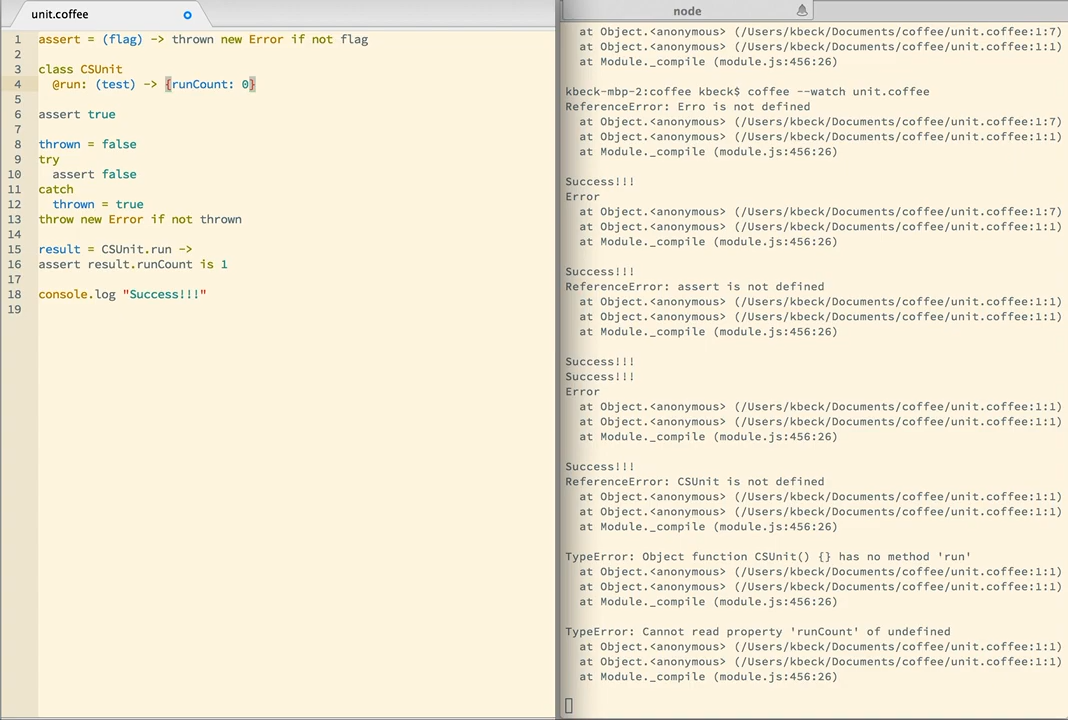 unit.coffee
1 assert = (flag) -> thrown new Error if not flag
2
3 class CSUnit
4 @run: (test) -> {runCount: 0}
5
6 assert true
7
8 thrown = false
9 try
10 assert false
11 catch
12 thrown = true
13 throw new Error if not thrown
14
15 result = CSUnit.run ->
16 assert result.runCount is 1
17
18 console.log "Success!!!"
19
node
at Object.<anonymous> (/Users/kbeck/Documents/coffee/unit.coffee:1:7)
at Object.<anonymous> (/Users/kbeck/Documents/coffee/unit.coffee:1:1)
at Module._compile (module.js:456:26)
kbeck-mbp-2:coffee kbeck$ coffee --watch unit.coffee
ReferenceError: Erro is not defined
at Object.<anonymous> (/Users/kbeck/Documents/coffee/unit.coffee:1:7)
at Object.<anonymous> (/Users/kbeck/Documents/coffee/unit.coffee:1:1)
at Module._compile (module.js:456:26)
Success!!!
Error
at Object.<anonymous> (/Users/kbeck/Documents/coffee/unit.coffee:1:7)
at Object.<anonymous> (/Users/kbeck/Documents/coffee/unit.coffee:1:1)
at Module._compile (module.js:456:26)
Success!!!
ReferenceError: assert is not defined
at Object.<anonymous> (/Users/kbeck/Documents/coffee/unit.coffee:1:1)
at Object.<anonymous> (/Users/kbeck/Documents/coffee/unit.coffee:1:1)
at Module._compile (module.js:456:26)
Success!!!
Success!!!
Error
at Object.<anonymous> (/Users/kbeck/Documents/coffee/unit.coffee:1:1)
at Object.<anonymous> (/Users/kbeck/Documents/coffee/unit.coffee:1:1)
at Module._compile (module.js:456:26)
Success!!!
ReferenceError: CSUnit is not defined
at Object.<anonymous> (/Users/kbeck/Documents/coffee/unit.coffee:1:1)
at Object.<anonymous> (/Users/kbeck/Documents/coffee/unit.coffee:1:1)
at Module._compile (module.js:456:26)
TypeError: Object function CSUnit() {} has no method 'run'
at Object.<anonymous> (/Users/kbeck/Documents/coffee/unit.coffee:1:1)
at Object.<anonymous> (/Users/kbeck/Documents/coffee/unit.coffee:1:1)
at Module._compile (module.js:456:26)
TypeError: Cannot read property 'runCount' of undefined
at Object.<anonymous> (/Users/kbeck/Documents/coffee/unit.coffee:1:1)
at Object.<anonymous> (/Users/kbeck/Documents/coffee/unit.coffee:1:1)
at Module._compile (module.js:456:26)